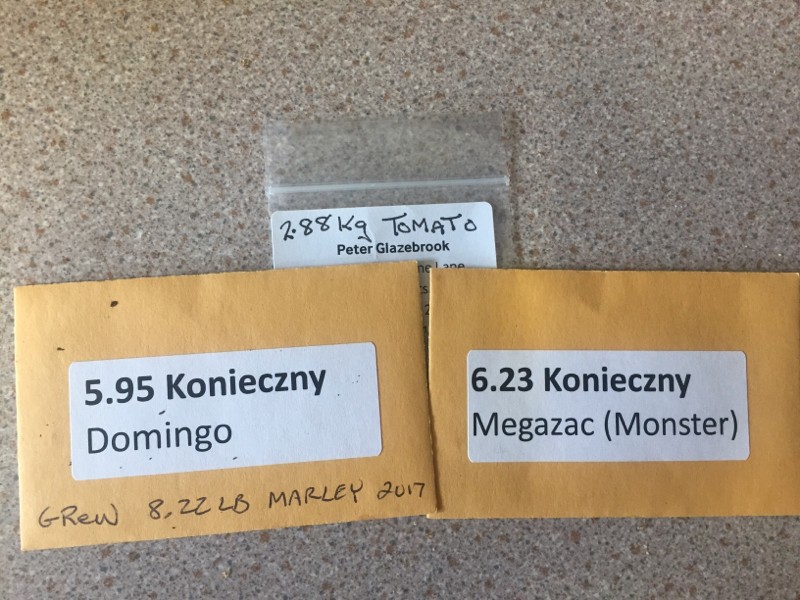 2.88 Kg TOMATO
Peter Glazebrook
Lane
5.95 Konieczny
Domingo
GReW 8.22 LB MARLEY 2017
6.23 Konieczny
Megazac (Monster)